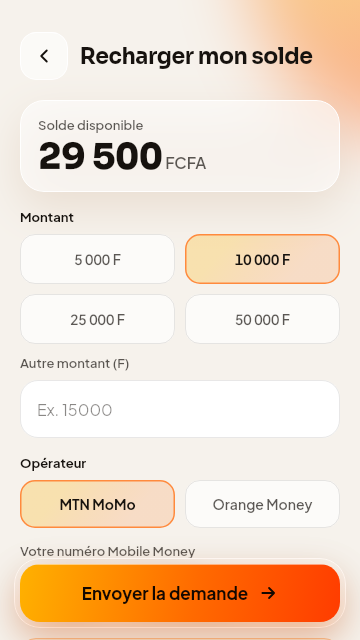 Recharger mon solde
Solde disponible
29 500 FCFA
Montant
5 000 F
10 000 F
25 000 F
50 000 F
Autre montant (F)
Ex. 15000
Opérateur
MTN MoMo
Orange Money
Votre numéro Mobile Money
Envoyer la demande →